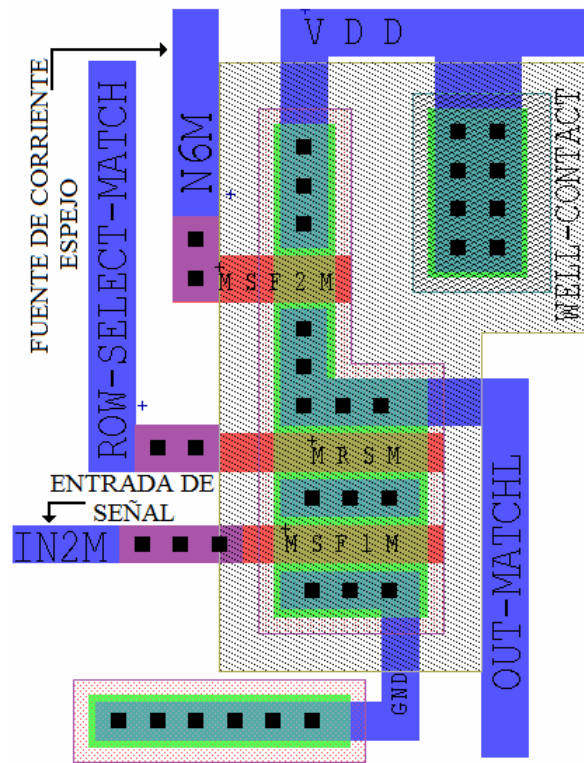 VDD
FUENTE DE CORRIENTE
ESPEJO
ROW-SELECT-MATCH
N6M
WELL-CONTACT
MSF2M
MRSM
ENTRADA DE
SEÑAL
IN2M
MSF1M
OUT-MATCHL
GND